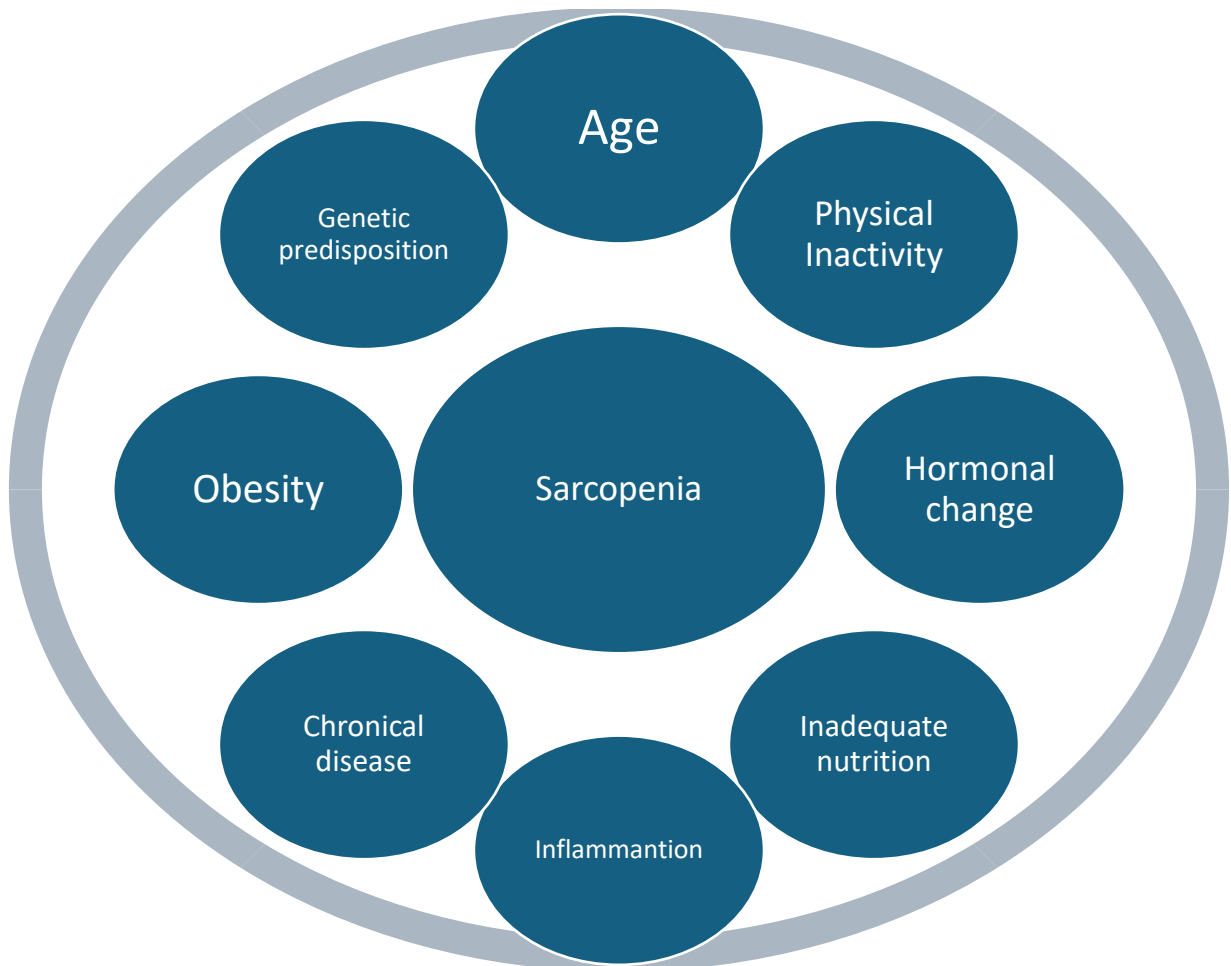 Age
Genetic
predisposition
Physical
Inactivity
Obesity
Sarcopenia
Hormonal
change
Chronical
disease
Inadequate
nutrition
Inflammantion